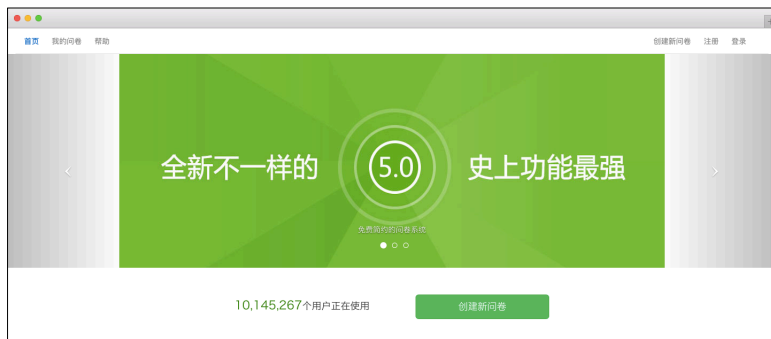 首页 我的问卷 帮助 创建新问卷 注册 登录
全新不一样的 5.0 史上功能最强
免费简约的问卷系统
10,145,267个用户正在使用 创建新问卷